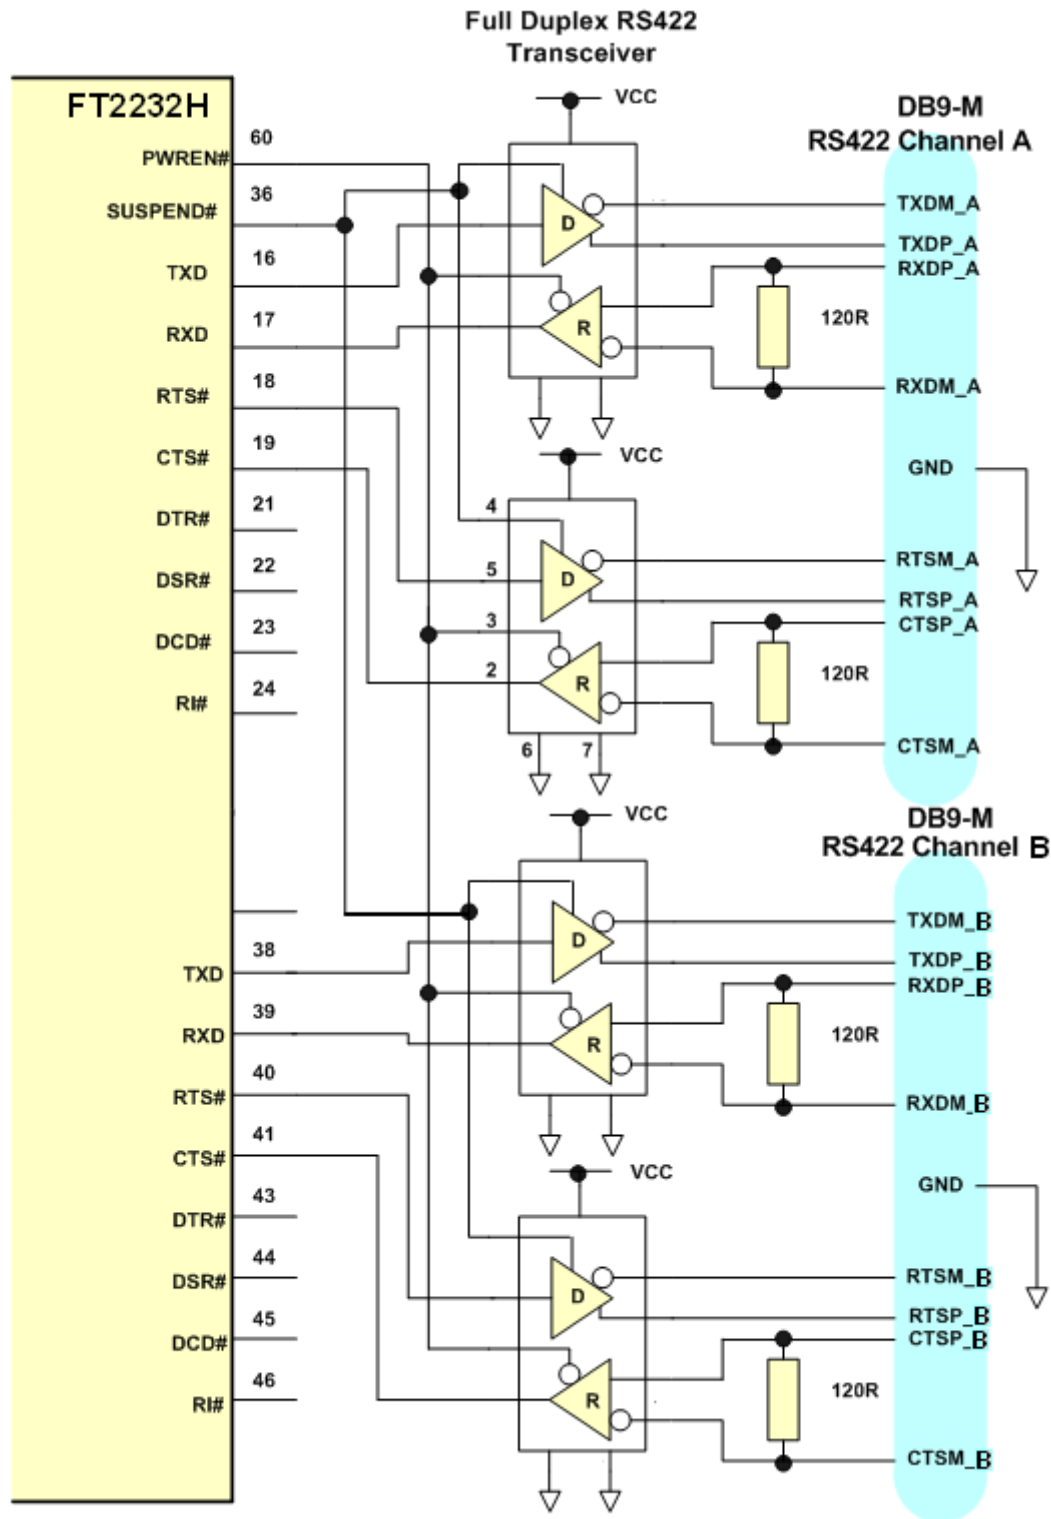 Full Duplex RS422
Transceiver
FT2232H
60
PWREN#
36
SUSPEND#
16
TXD
17
RXD
18
RTS#
19
CTS#
21
DTR#
22
DSR#
23
DCD#
24
RI#
38
TXD
39
RXD
40
RTS#
41
CTS#
43
DTR#
44
DSR#
45
DCD#
46
RI#
VCC
D
R
VCC
4
5
D
3
2
R
6
7
VCC
D
R
VCC
D
R
DB9-M
RS422 Channel A
TXDM_A
TXDP_A
RXDP_A
120R
RXDM_A
GND
RTSM_A
RTSP_A
CTSP_A
120R
CTSM_A
DB9-M
RS422 Channel B
TXDM_B
TXDP_B
RXDP_B
120R
RXDM_B
GND
RTSM_B
RTSP_B
CTSP_B
120R
CTSM_B